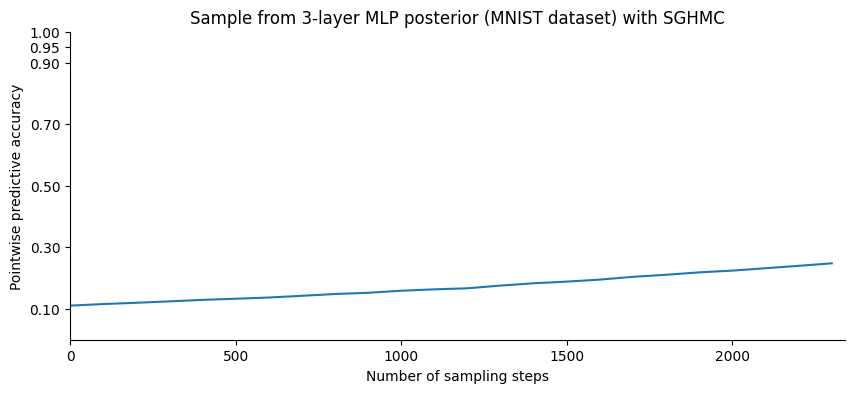 Sample from 3-layer MLP posterior (MNIST dataset) with SGHMC
1.00
0.95
0.90
0.70
0.50
0.30
0.10
Pointwise predictive accuracy
0 500 1000 1500 2000
Number of sampling steps